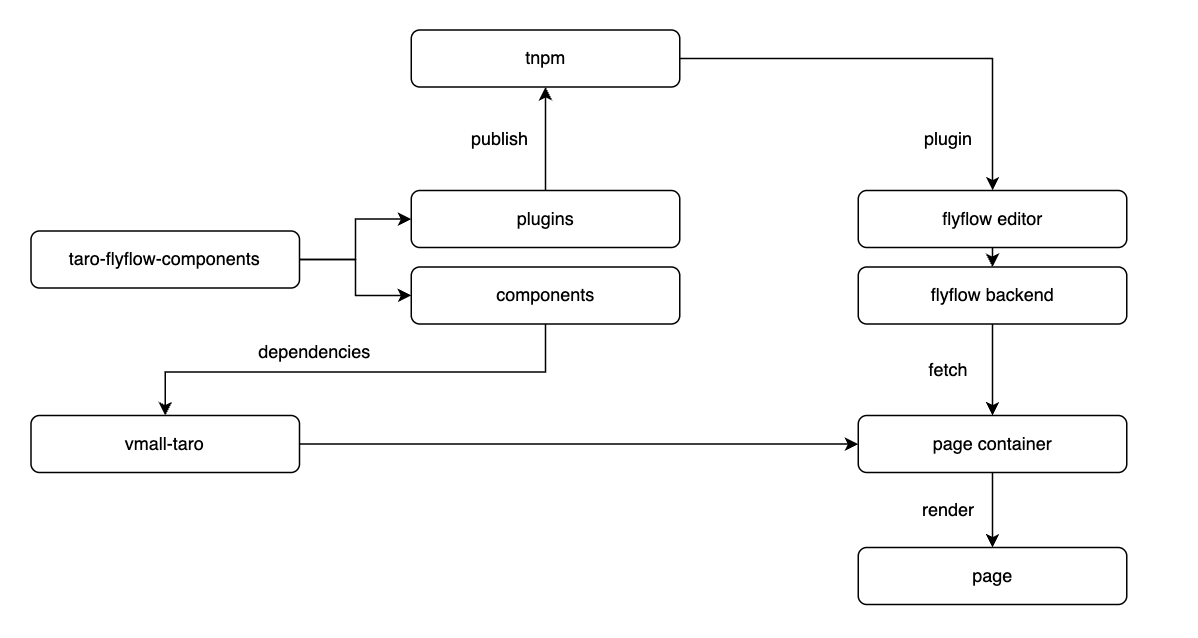 tnpm
publish
plugin
plugins
flyflow editor
taro-flyflow-components
components
flyflow backend
dependencies
fetch
vmall-taro
page container
render
page